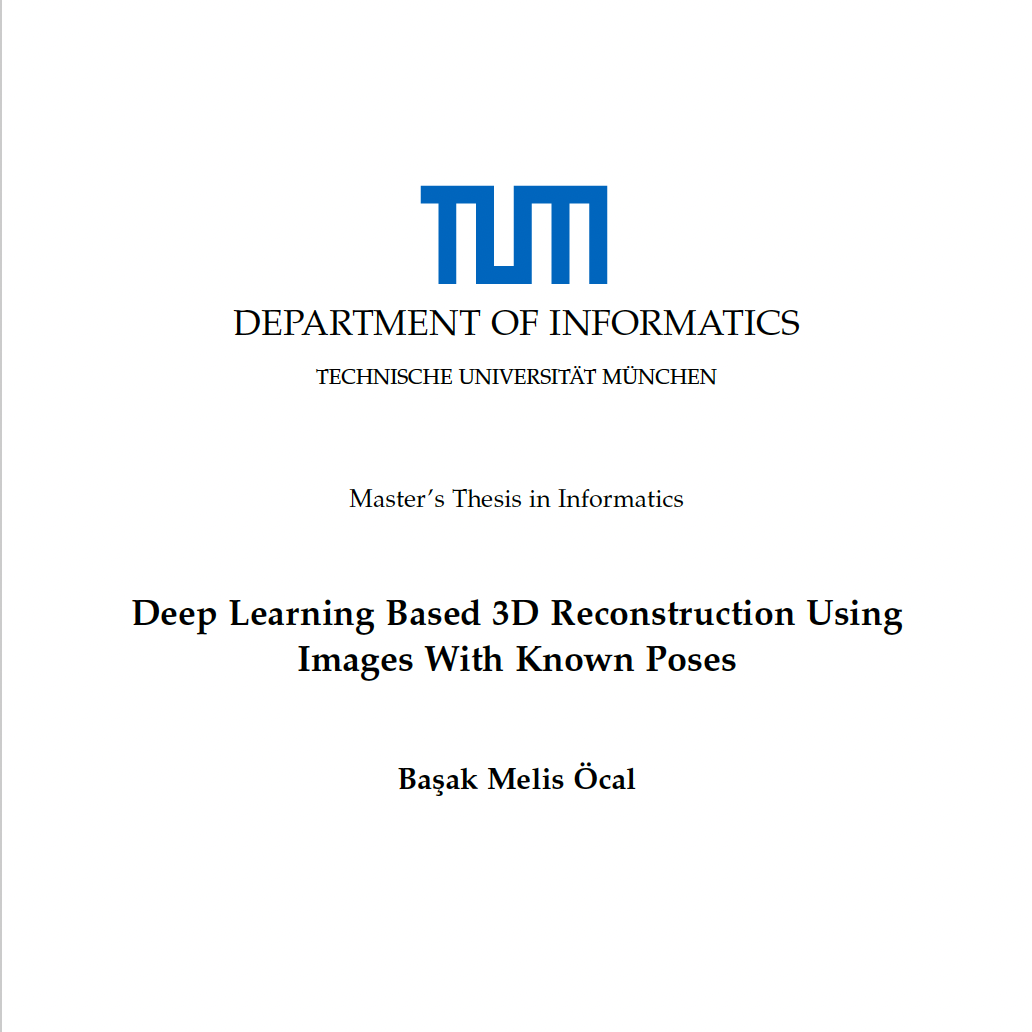 TUM
DEPARTMENT OF INFORMATICS
TECHNISCHE UNIVERSITÄT MÜNCHEN
Master's Thesis in Informatics
Deep Learning Based 3D Reconstruction Using
Images With Known Poses
Başak Melis Öcal